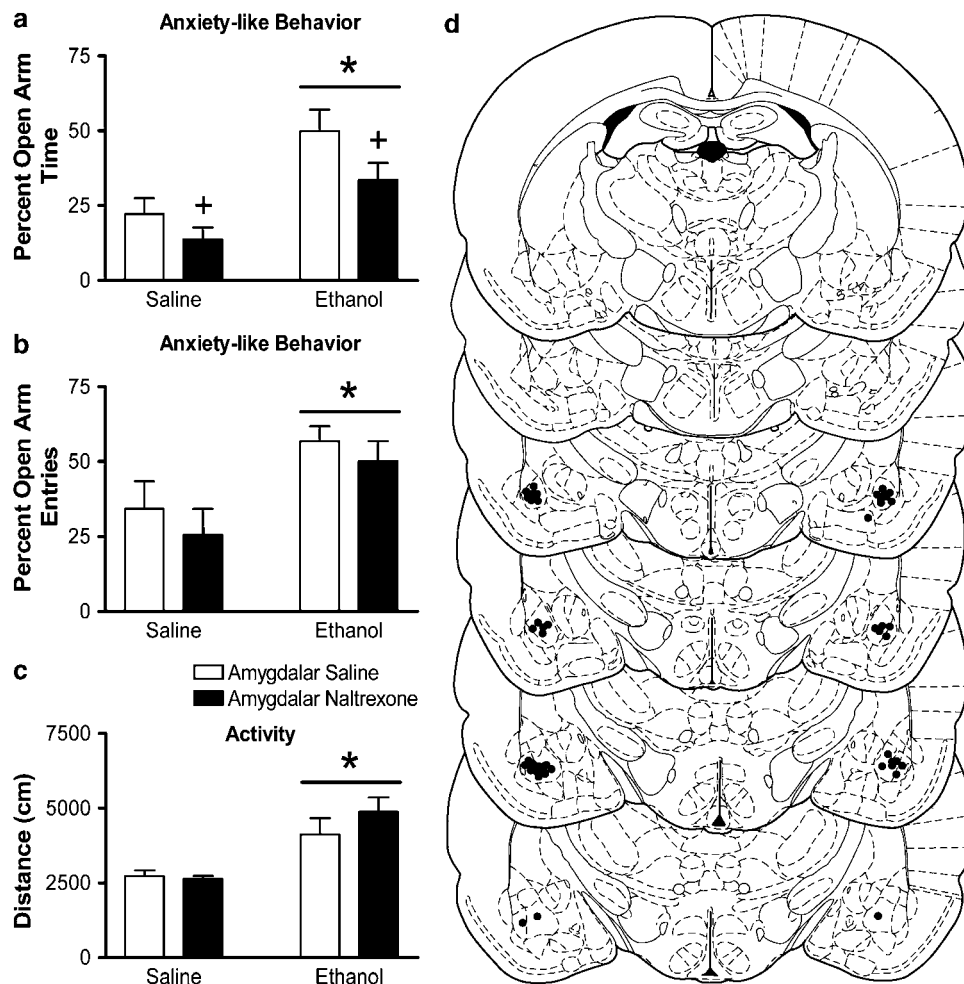 a
Anxiety-like Behavior
Percent Open Arm
Time
75
50
25
0
*
+
+
Saline
Ethanol
b
Anxiety-like Behavior
Percent Open Arm
Entries
75
50
25
0
*
Saline
Ethanol
c
Amygdalar Saline
Amygdalar Naltrexone
Activity
Distance (cm)
7500
5000
2500
0
*
Saline
Ethanol
d